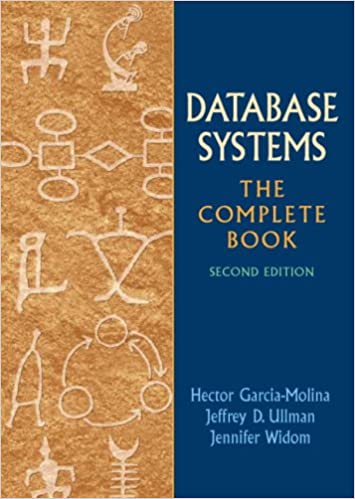 DATABASE
SYSTEMS
THE
COMPLETE
BOOK
SECOND EDITION
Hector Garcia-Molina
Jeffrey D. Ullman
Jennifer Widom